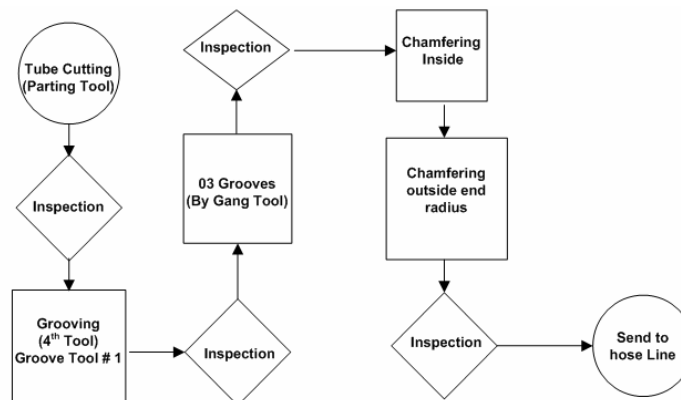 Tube Cutting
(Parting Tool)
Inspection
Grooving
(4th Tool)
Groove Tool # 1
Inspection
03 Grooves
(By Gang Tool)
Inspection
Chamfering
Inside
Chamfering
outside end
radius
Inspection
Send to
hose Line